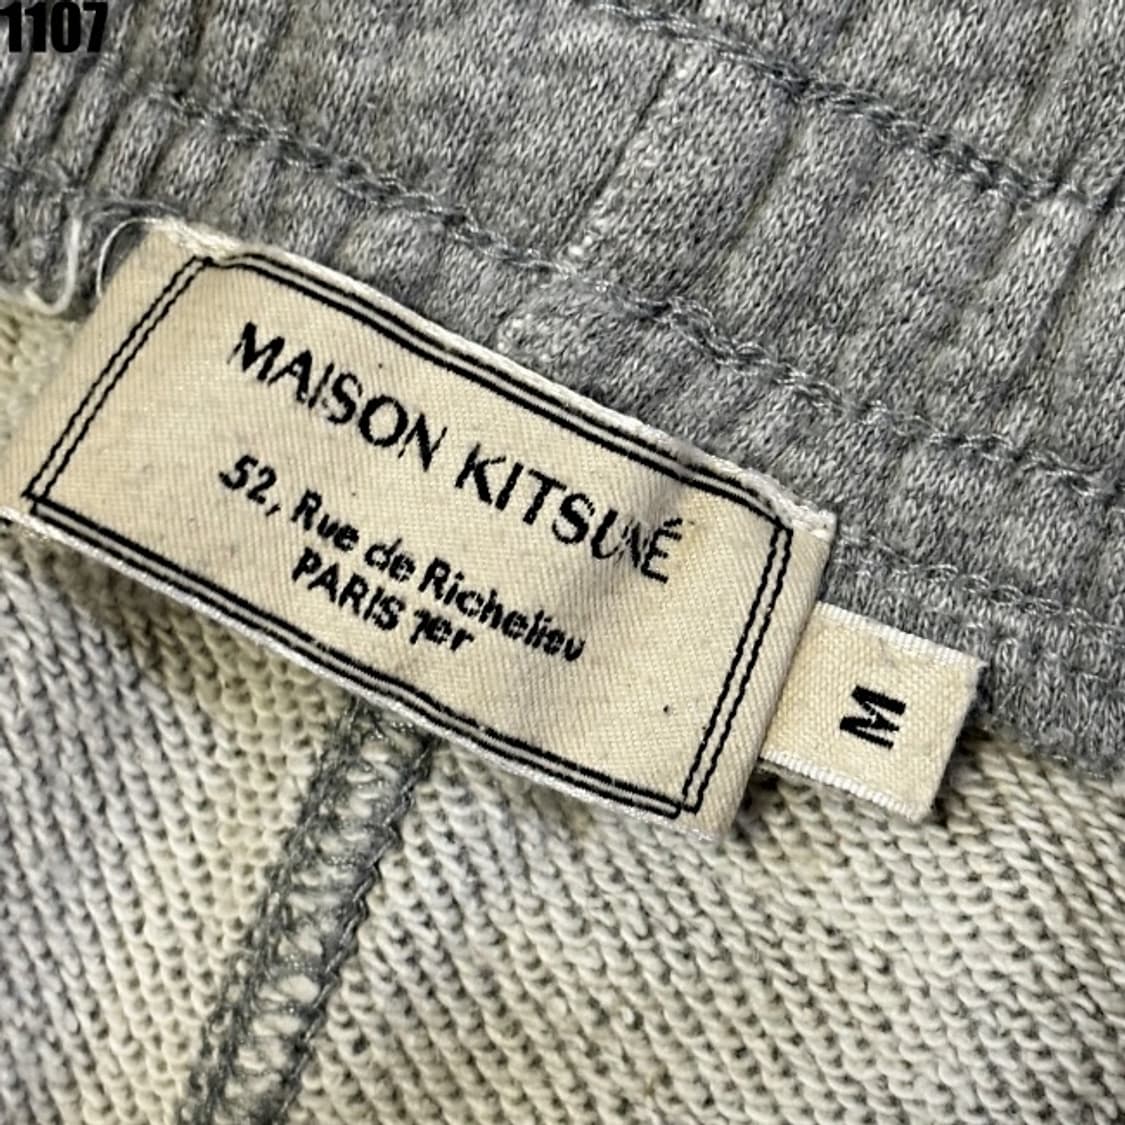 1107
MAISON KITSUNÉ
52, Rue de Richelieu
PARIS 1er
M